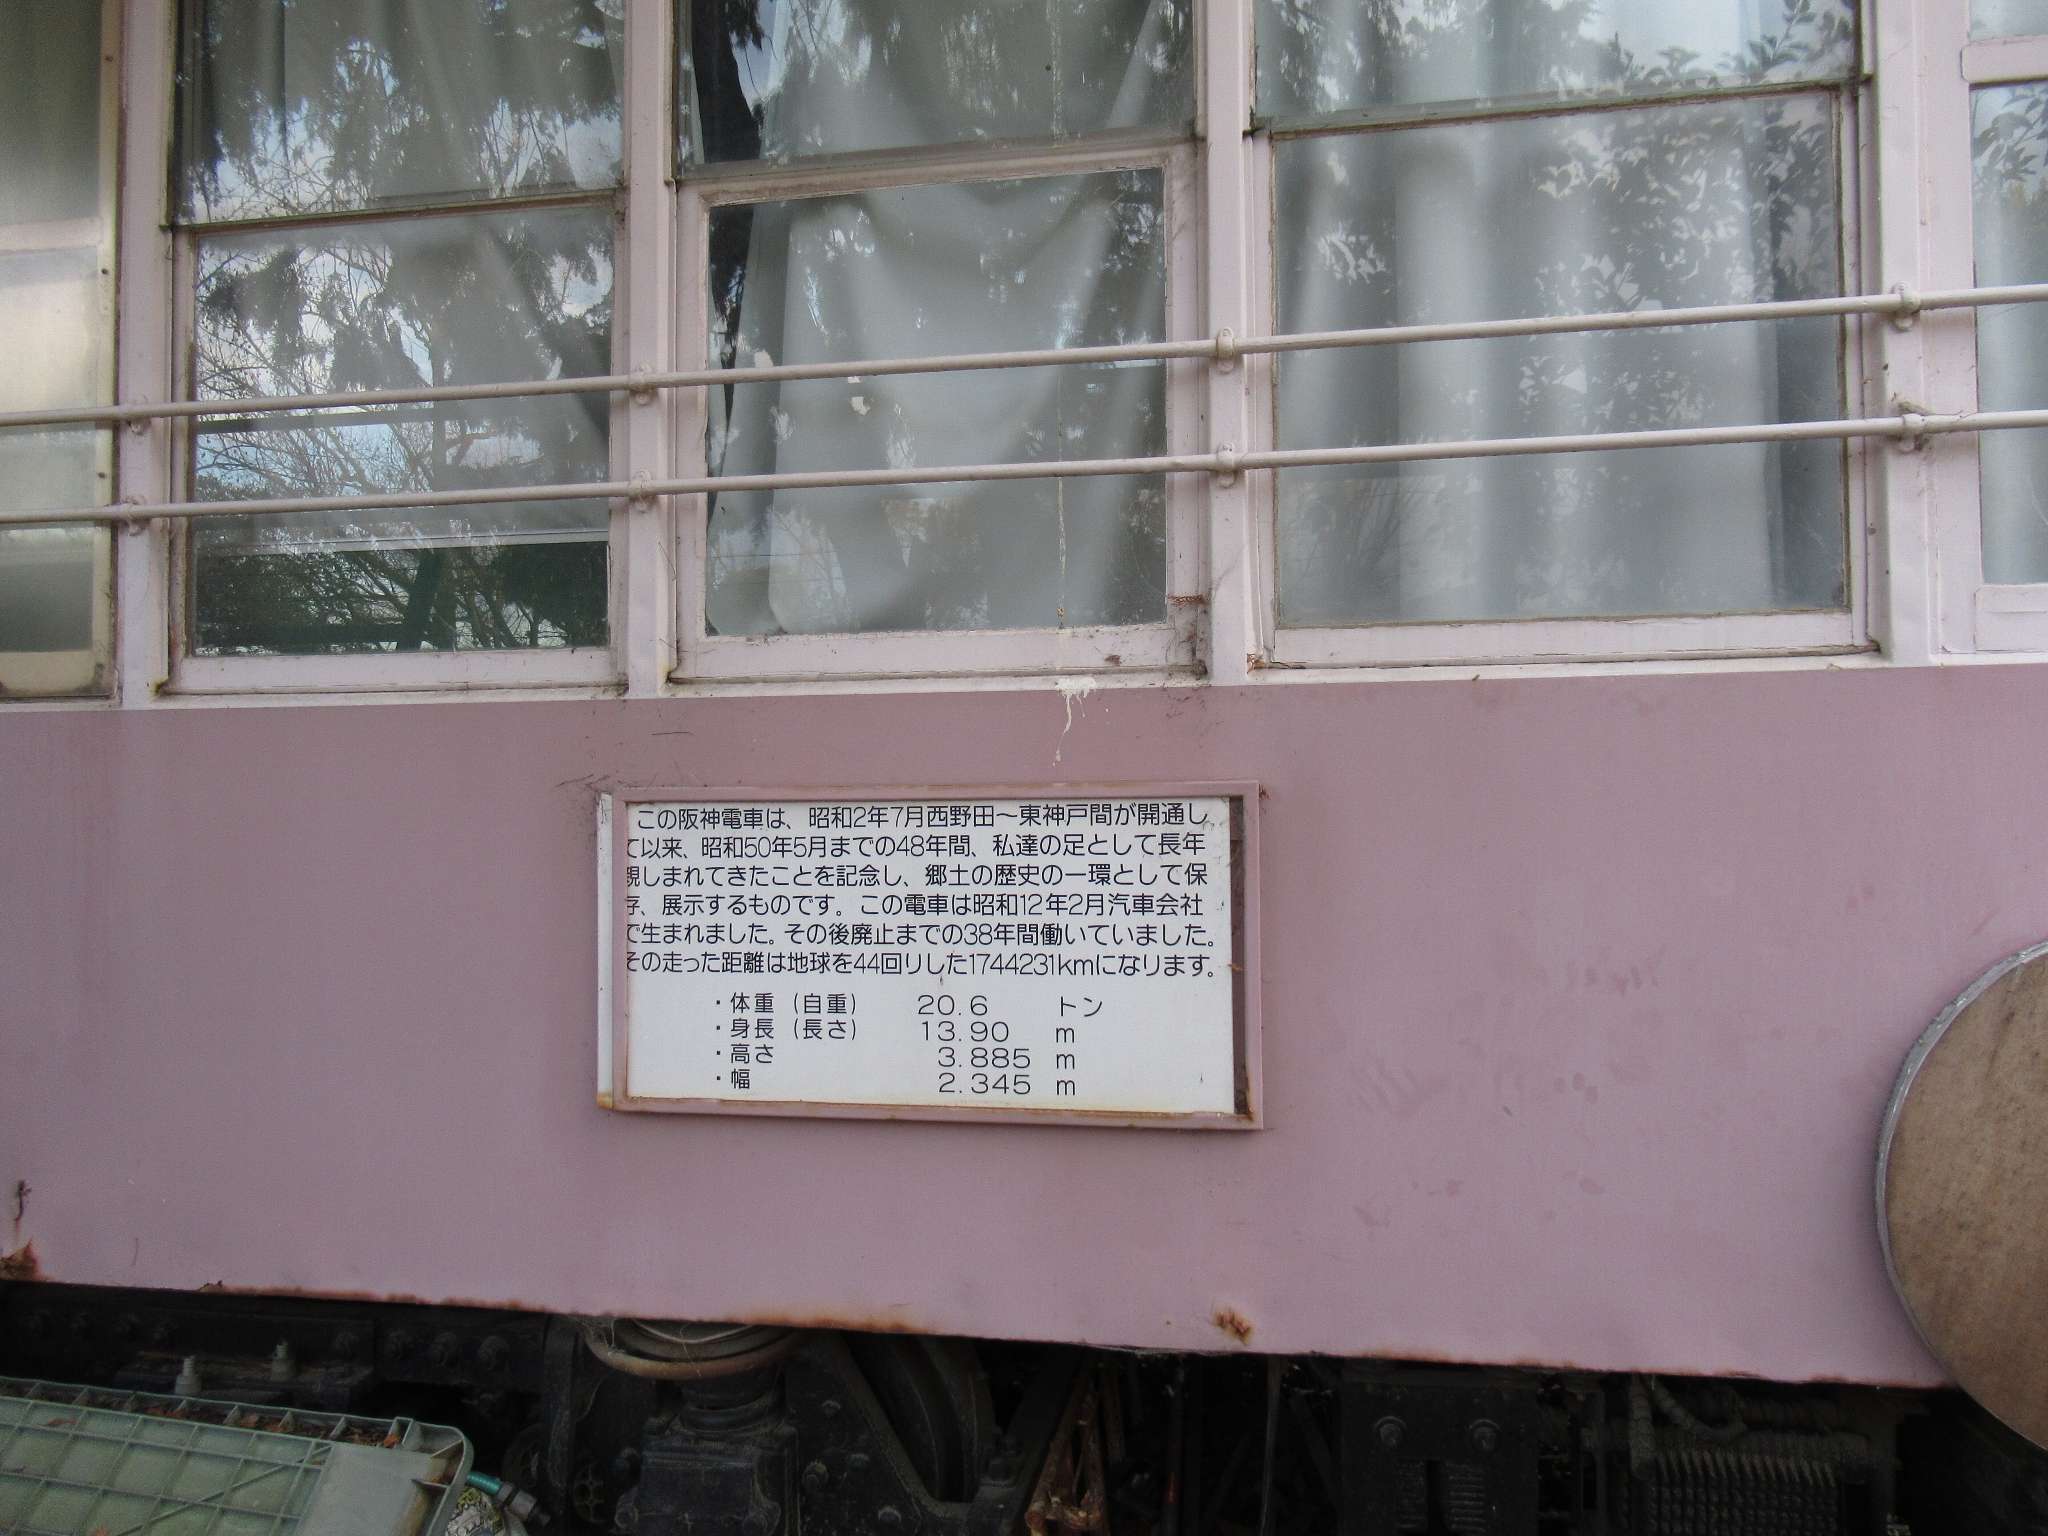 この阪神電車は、昭和2年7月西野田〜東神戸間が開通し
て以来、昭和50年5月までの48年間、私達の足として長年
親しまれてきたことを記念し、郷土の歴史の一環として保
存、展示するものです。この電車は昭和12年2月汽車会社
で生まれました。その後廃止までの38年間働いていました。
その走った距離は地球を44回りした1744231kmになります。
・体重（自重） 20.6 トン
・身長（長さ） 13.90 m
・高さ 3.885 m
・幅 2.345 m